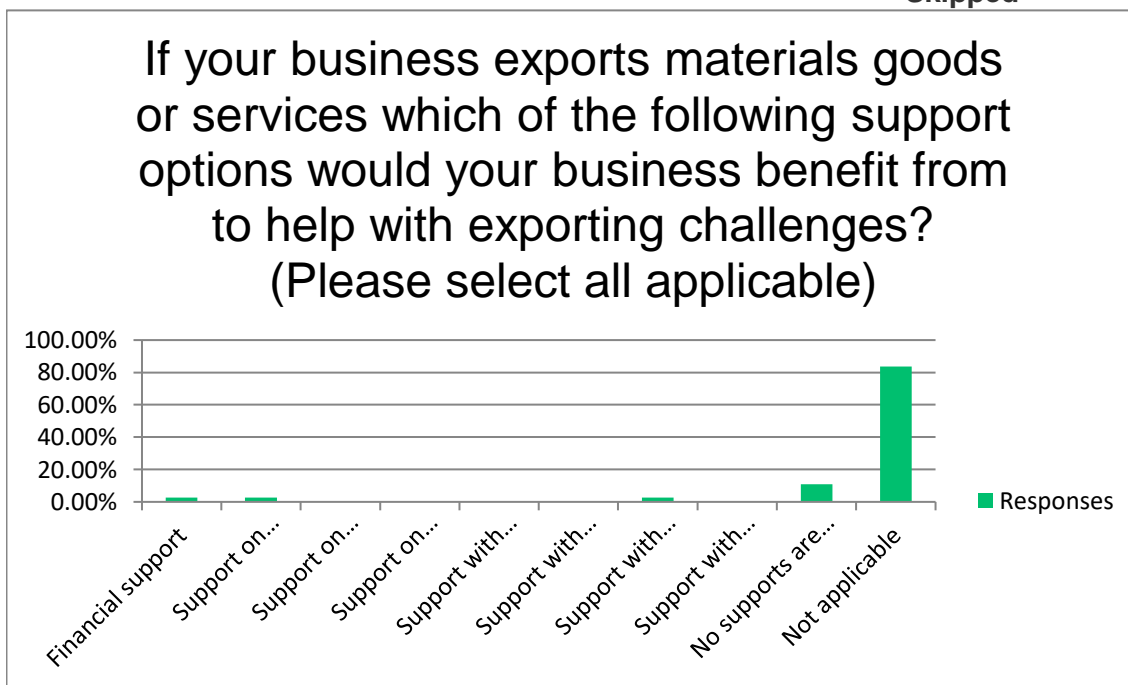 If your business exports materials goods
or services which of the following support
options would your business benefit from
to help with exporting challenges?
(Please select all applicable)
100.00%
80.00%
60.00%
40.00%
20.00%
0.00%
Financial support
Support on...
Support on...
Support on...
Support with...
Support with...
Support with...
Support with...
No supports are...
Not applicable
Responses